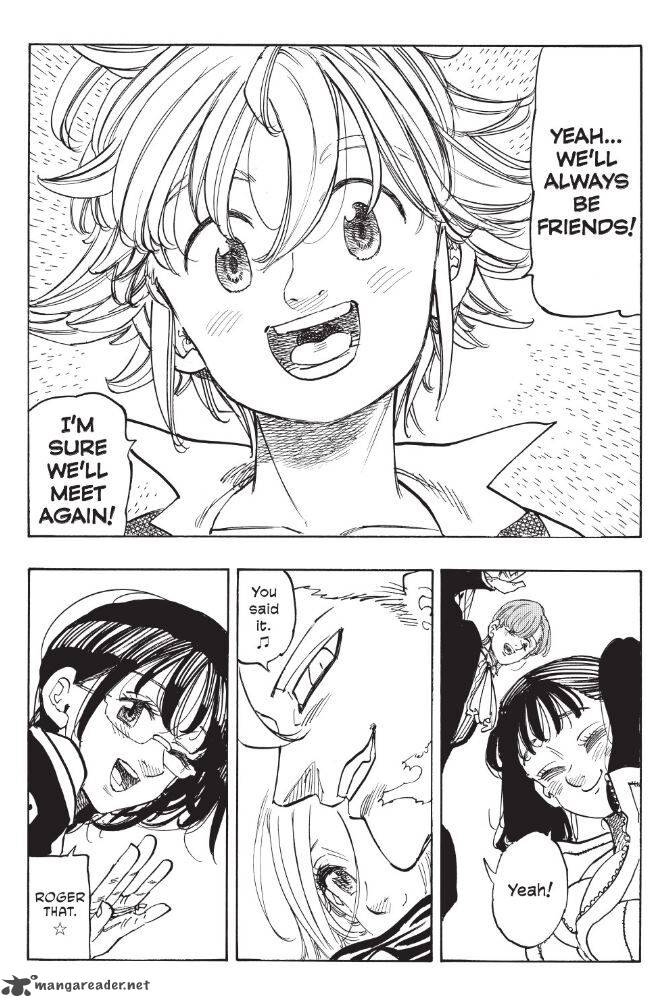 YEAH...
WE'LL
ALWAYS
BE
FRIENDS!
I'M
SURE
WE'LL
MEET
AGAIN!
ROGER
THAT.
☆
You
said
it.
♫
Yeah!
mangareader.net